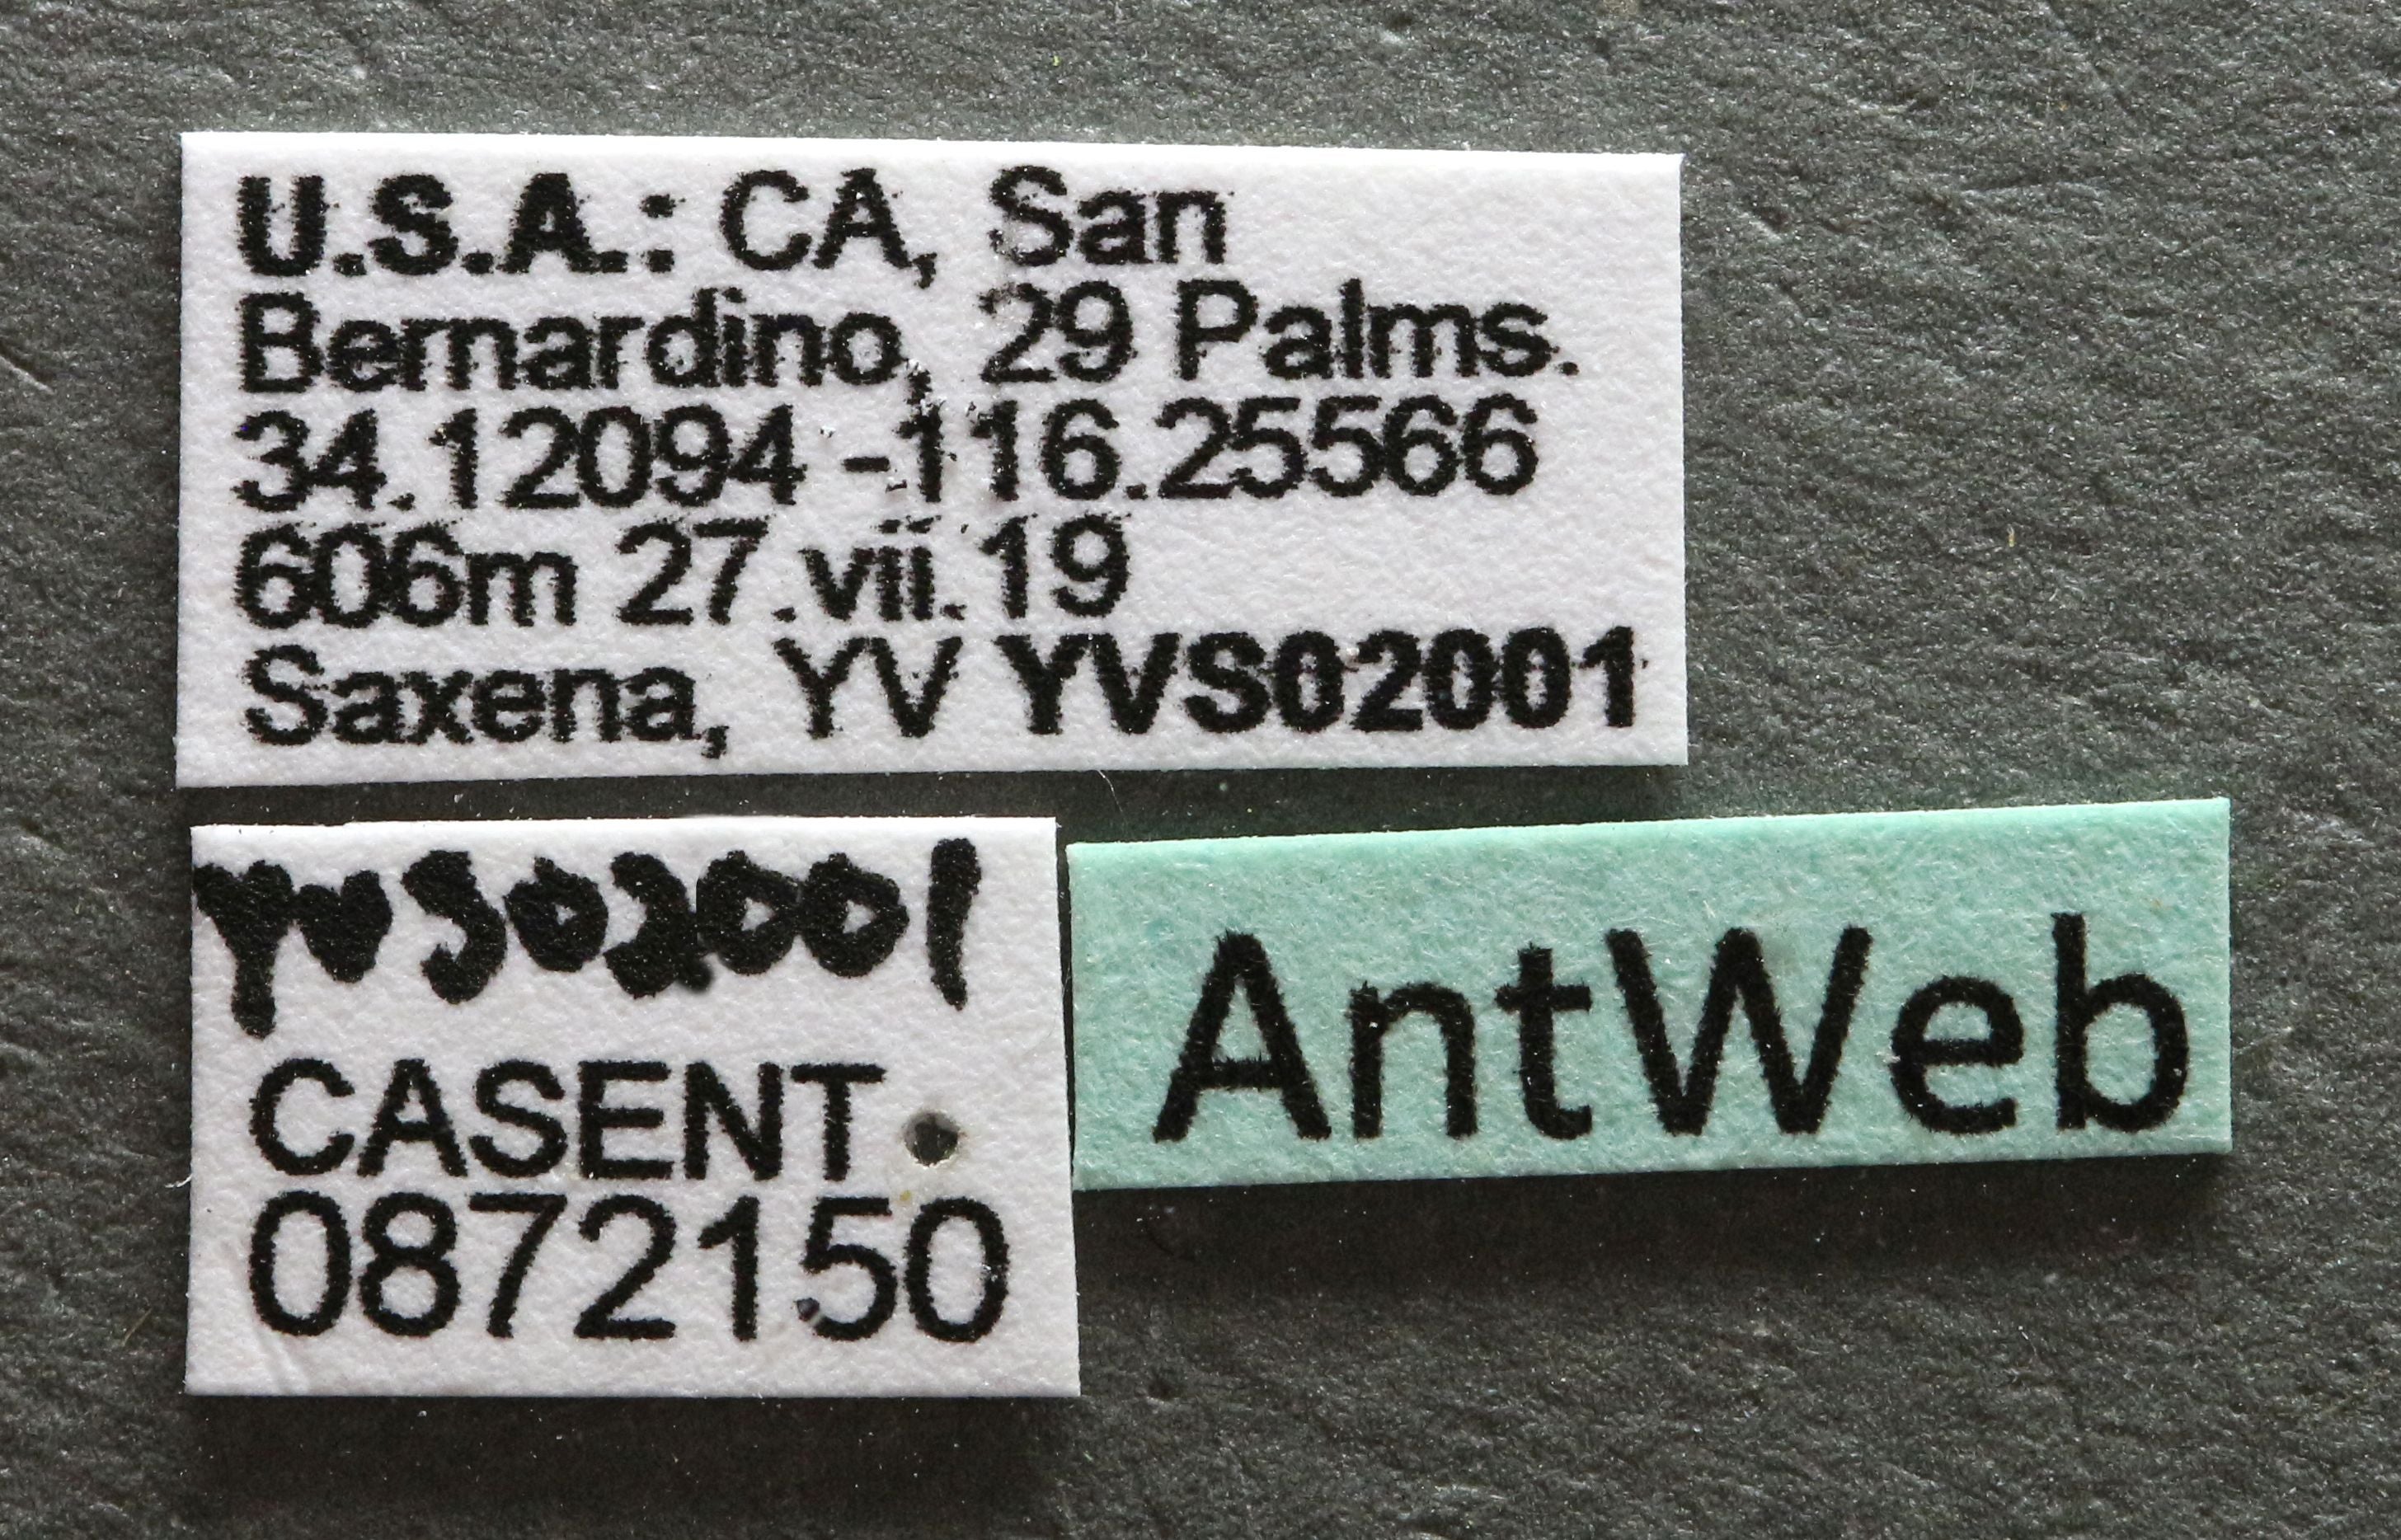 U.S.A.: CA, San
Bernardino, 29 Palms.
34.12094 -116.25566
606m 27.vii.19
Saxena, YV YVS02001
YVS02001
CASENT
0872150
AntWeb